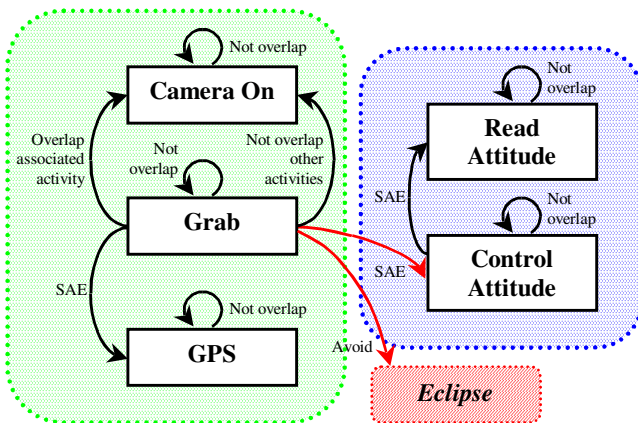 Not overlap
Camera On
Overlap
associated
activity
Not
overlap
Not overlap
other
activities
Grab
SAE
Not overlap
GPS
Not
overlap
Read
Attitude
SAE
Not
overlap
Control
Attitude
SAE
Avoid
Eclipse